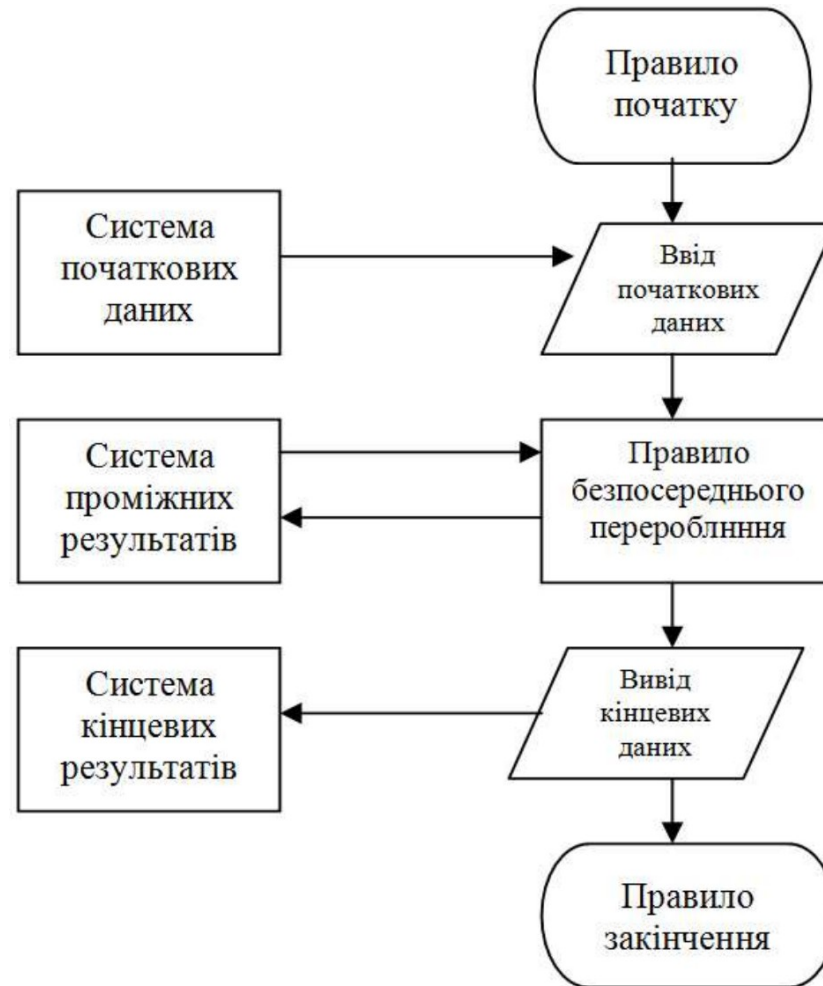 Правило
початку
Система
початкових
даних
Ввід
початкових
даних
Система
проміжних
результатів
Правило
безпосереднього
перероблнння
Система
кінцевих
результатів
Вивід
кінцевих
даних
Правило
закінчення